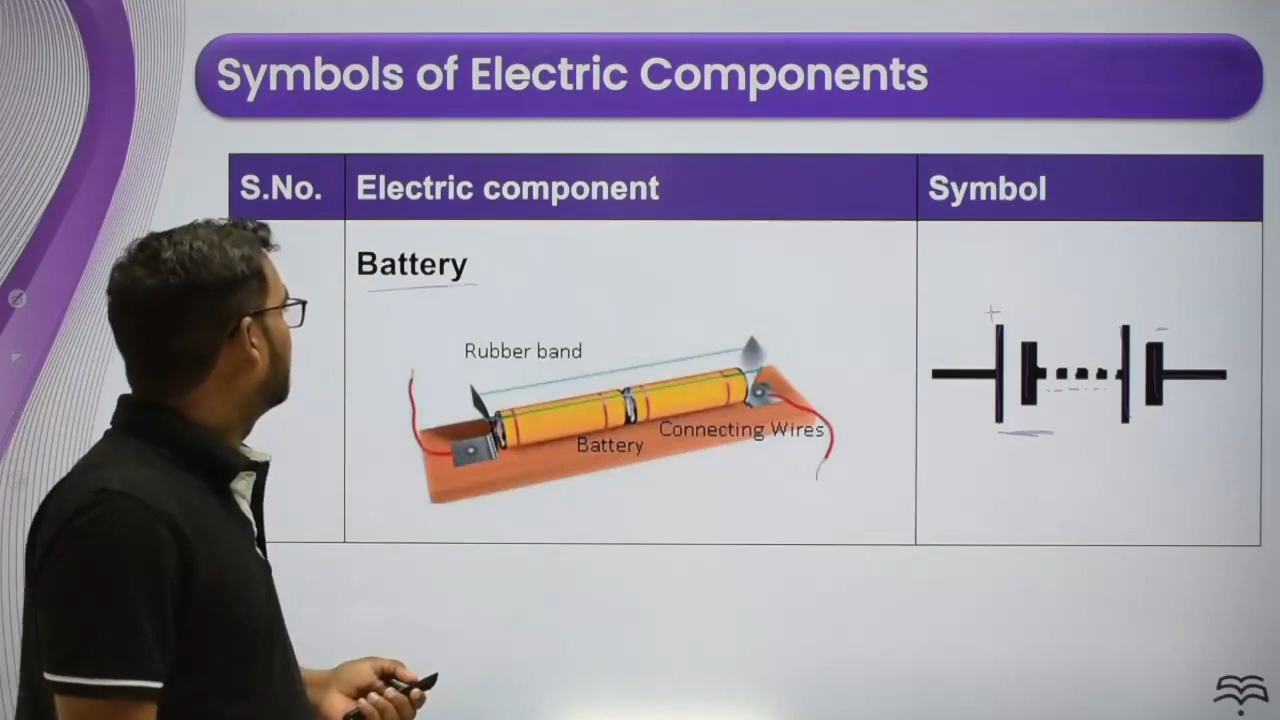 Symbols of Electric Components
S.No.
Electric component
Symbol
Battery
+
-
Rubber band
Connecting Wires
Battery